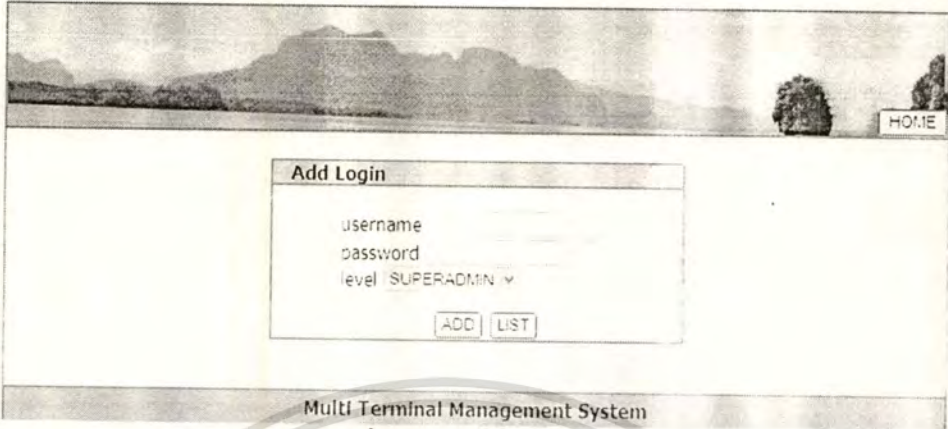 HOME
Add Login
username
password
level SUPERADMIN
ADD LIST
Multi Terminal Management System